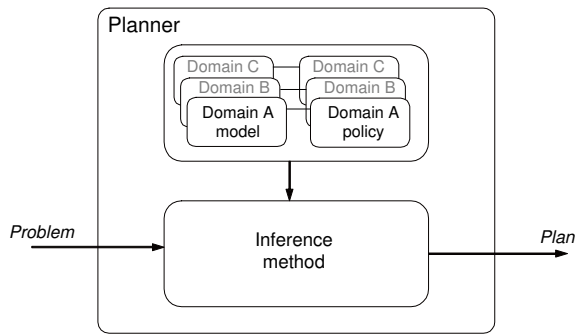 Planner
Domain C
Domain C
Domain B
Domain B
Domain A
model
Domain A
policy
Problem
Inference
method
Plan